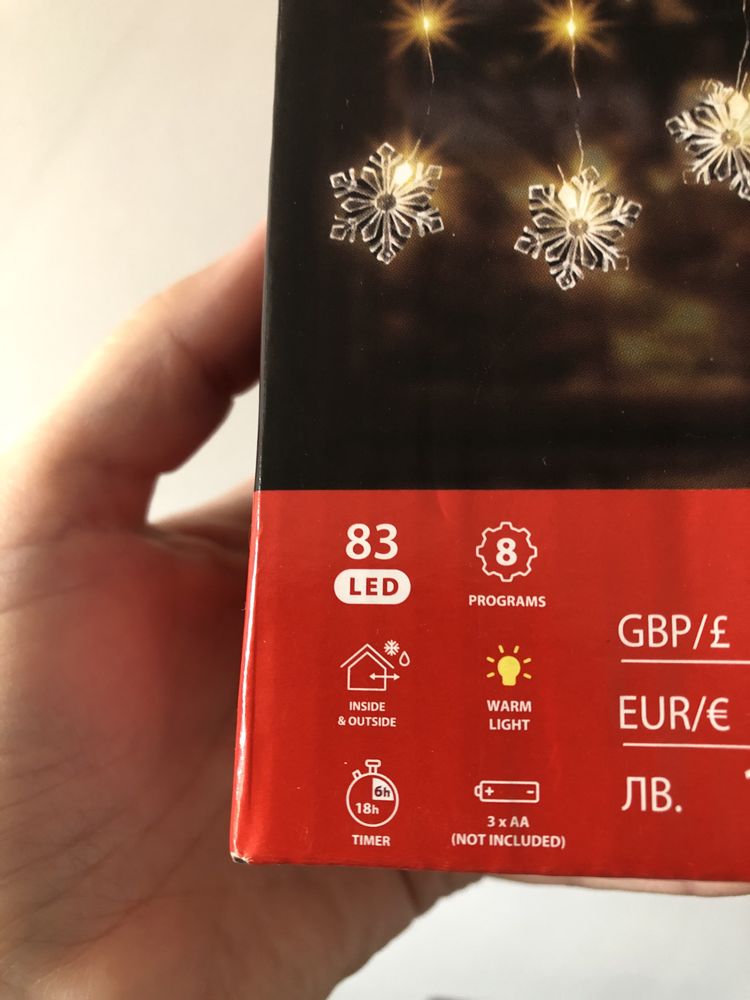 83
LED
8
PROGRAMS
INSIDE
& OUTSIDE
WARM
LIGHT
6h
18h
TIMER
+ -
3 x AA
(NOT INCLUDED)
GBP/£
EUR/€
ЛВ.